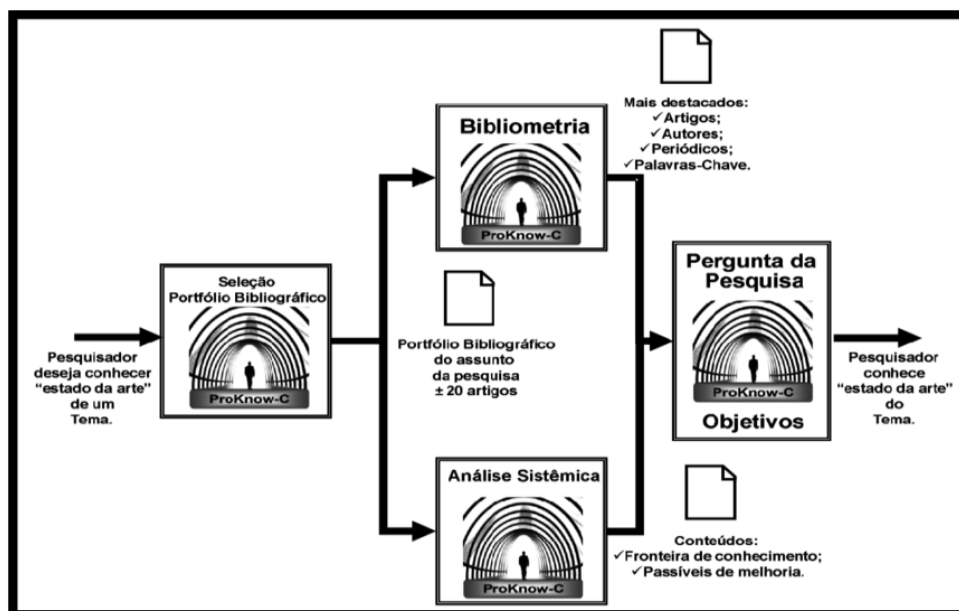 Pesquisador
deseja conhecer
“estado da arte”
de um
Tema.
Seleção
Portfólio Bibliográfico
ProKnow-C
Bibliometria
ProKnow-C
Mais destacados:
✓Artigos;
✓Autores;
✓Periódicos;
✓Palavras-Chave.
Portfólio Bibliográfico
do assunto
da pesquisa
± 20 artigos
Análise Sistêmica
ProKnow-C
Conteúdos:
✓Fronteira de conhecimento;
✓Passíveis de melhoria.
Pergunta da
Pesquisa
ProKnow-C
Objetivos
Pesquisador
conhece
“estado da arte”
do
Tema.